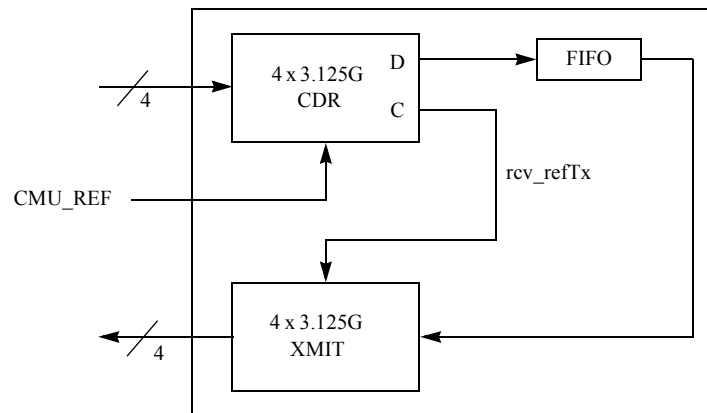 4 x 3.125G
CDR
D
C
FIFO
4
CMU_REF
rcv_refTx
4 x 3.125G
XMIT
4